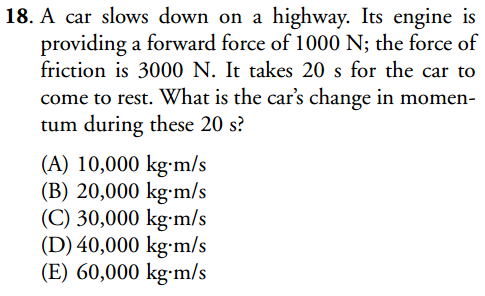 18. A car slows down on a highway. Its engine is
providing a forward force of 1000 N; the force of
friction is 3000 N. It takes 20 s for the car to
come to rest. What is the car’s change in momen-
tum during these 20 s?
(A) 10,000 kg·m/s
(B) 20,000 kg·m/s
(C) 30,000 kg·m/s
(D) 40,000 kg·m/s
(E) 60,000 kg·m/s